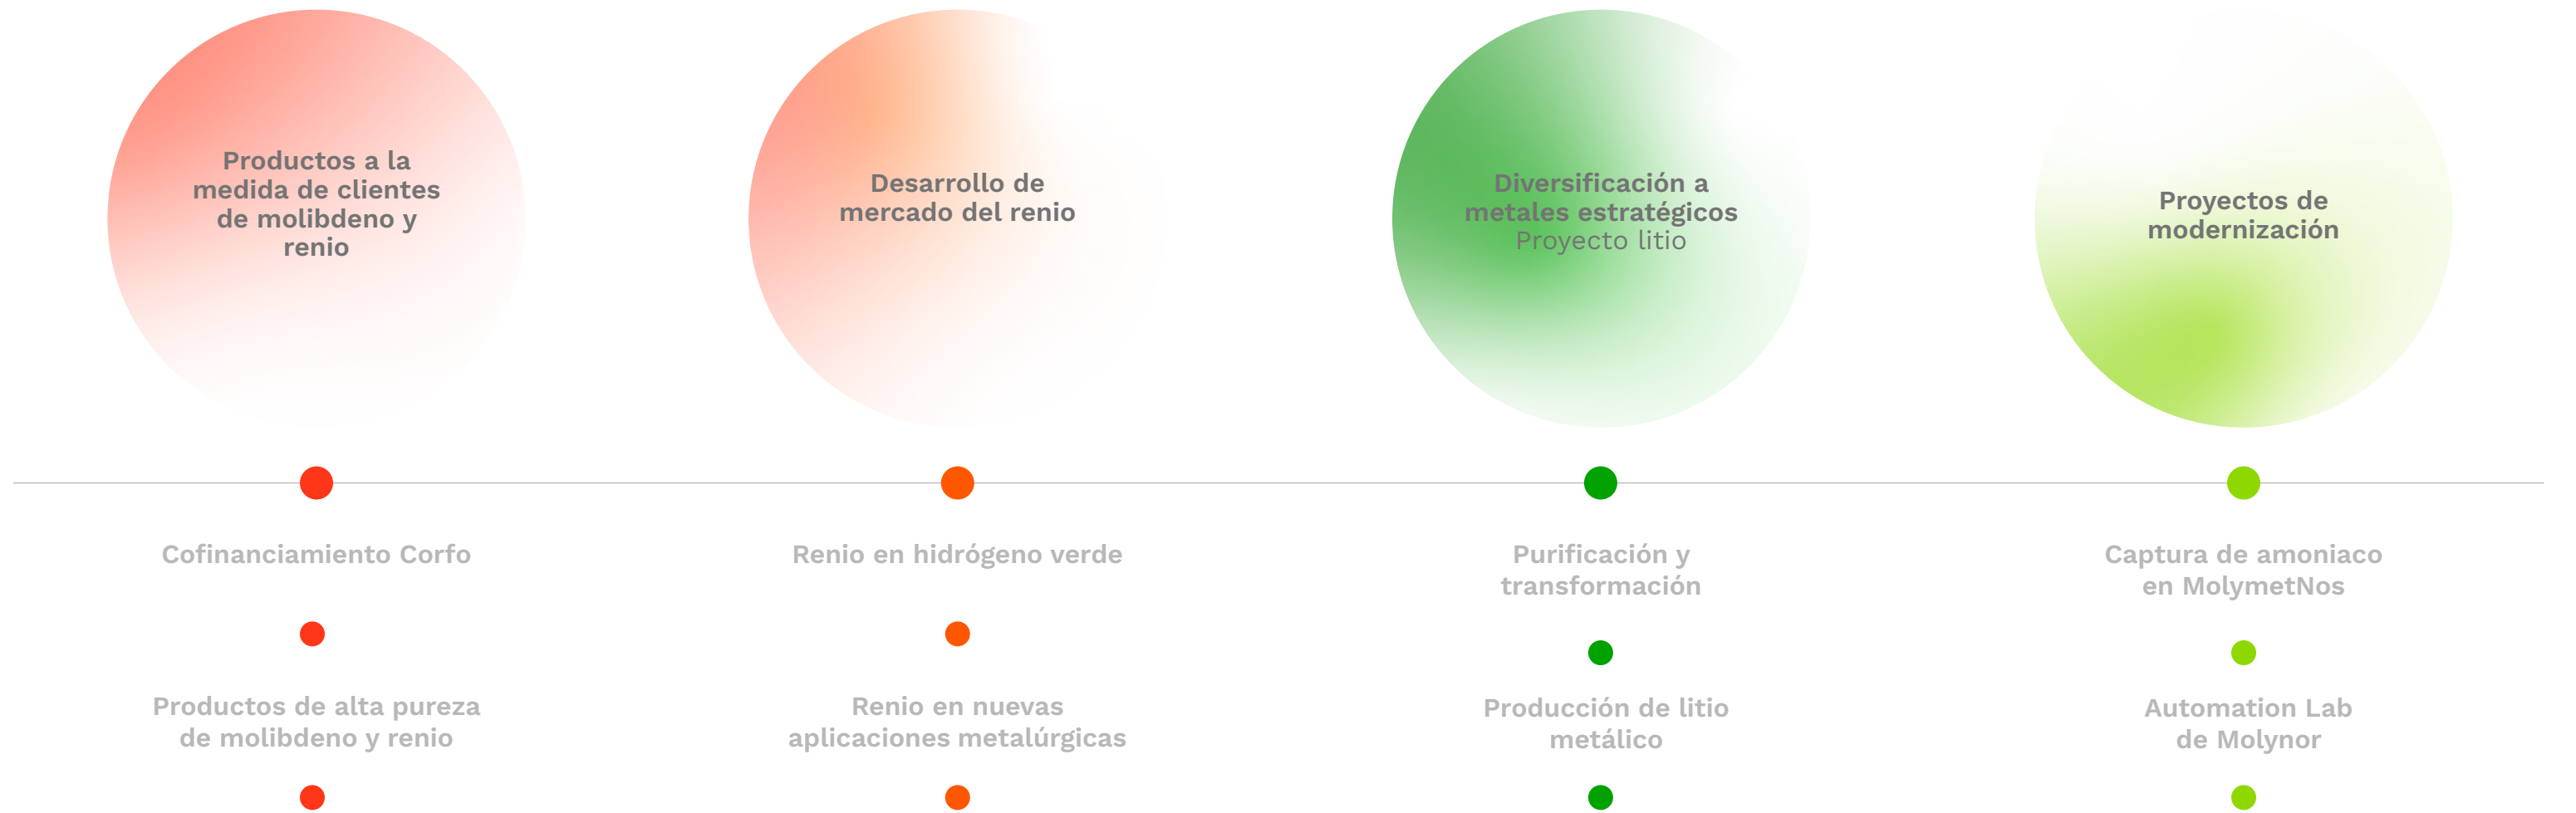 Productos a la
medida de clientes
de molibdeno y
renio
Desarrollo de
mercado del renio
Diversificación a
metales estratégicos
Proyecto litio
Proyectos de
modernización
Cofinanciamiento Corfo
Renio en hidrógeno verde
Purificación y
transformación
Captura de amoniaco
en MolymetNos
Productos de alta pureza
de molibdeno y renio
Renio en nuevas
aplicaciones metalúrgicas
Producción de litio
metálico
Automation Lab
de Molynor